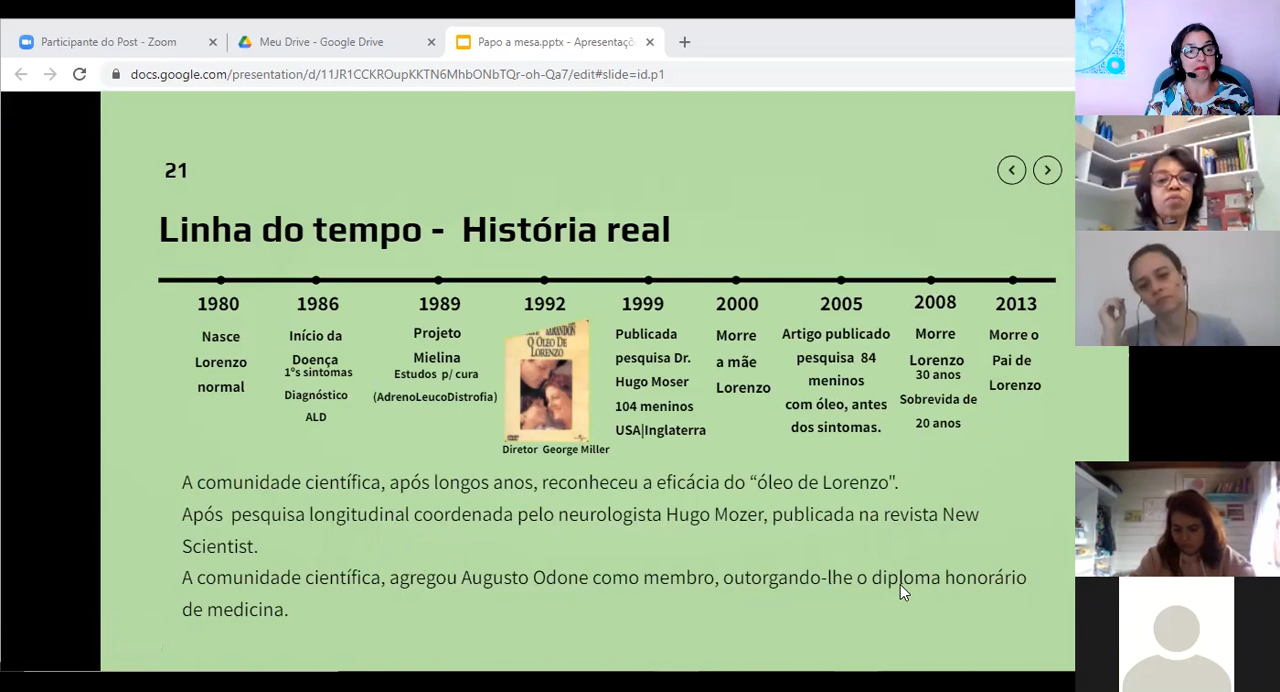 Participante do Post - Zoom
Meu Drive - Google Drive
Papo a mesa.pptx - Apresentaçõ
docs.google.com/presentation/d/11JR1CCKROupKKTN6MhbONbTQr-oh-Qa7/edit#slide=id.p1
21
Linha do tempo - História real
1980
Nasce
Lorenzo
normal
1986
Início da
Doença
1ºs sintomas
Diagnóstico
ALD
1989
Projeto
Mielina
Estudos p/ cura
(AdrenoLeucoDistrofia)
1992
O ÓLEO DE
LORENZO
Diretor George Miller
1999
Publicada
pesquisa Dr.
Hugo Moser
104 meninos
USA|Inglaterra
2000
Morre
a mãe
Lorenzo
2005
Artigo publicado
pesquisa 84
meninos
com óleo, antes
dos sintomas.
2008
Morre
Lorenzo
30 anos
Sobrevida de
20 anos
2013
Morre o
Pai de
Lorenzo
A comunidade científica, após longos anos, reconheceu a eficácia do “óleo de Lorenzo".
Após pesquisa longitudinal coordenada pelo neurologista Hugo Mozer, publicada na revista New
Scientist.
A comunidade científica, agregou Augusto Odone como membro, outorgando-lhe o diploma honorário
de medicina.